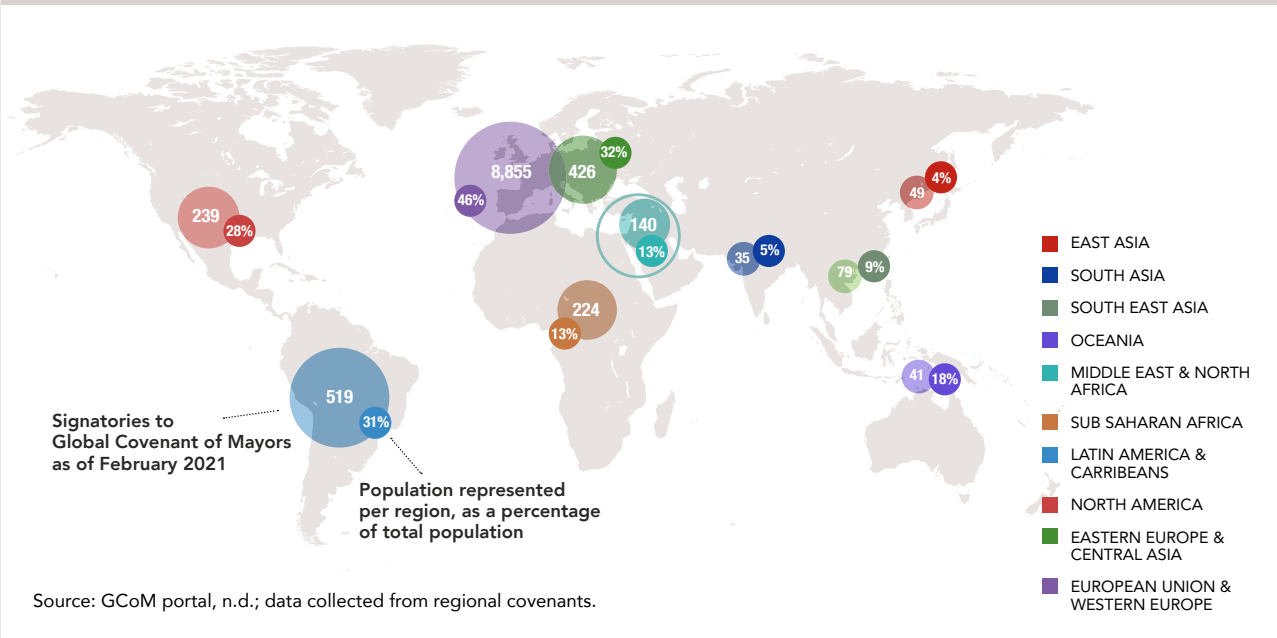 8,855
46%
426
32%
239
28%
140
13%
49
4%
35
5%
79
9%
224
13%
41
18%
519
31%
Signatories to
Global Covenant of Mayors
as of February 2021
Population represented
per region, as a percentage
of total population
EAST ASIA
SOUTH ASIA
SOUTH EAST ASIA
OCEANIA
MIDDLE EAST & NORTH
AFRICA
SUB SAHARAN AFRICA
LATIN AMERICA &
CARRIBEANS
NORTH AMERICA
EASTERN EUROPE &
CENTRAL ASIA
EUROPEAN UNION &
WESTERN EUROPE
Source: GCoM portal, n.d.; data collected from regional covenants.